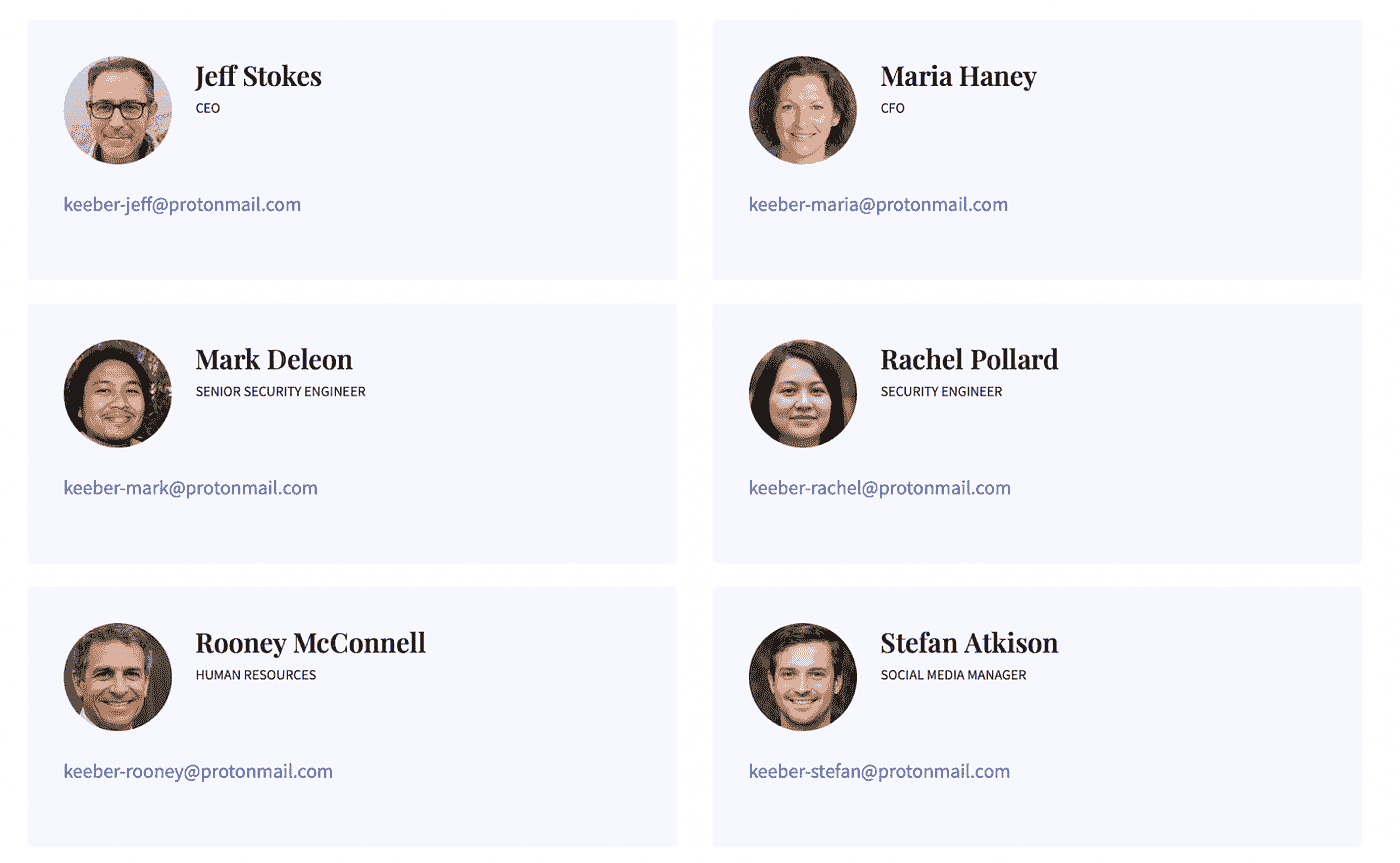 Jeff Stokes
CEO
keeber-jeff@protonmail.com
Maria Haney
CFO
keeber-maria@protonmail.com
Mark Deleon
SENIOR SECURITY ENGINEER
keeber-mark@protonmail.com
Rachel Pollard
SECURITY ENGINEER
keeber-rachel@protonmail.com
Rooney McConnell
HUMAN RESOURCES
keeber-rooney@protonmail.com
Stefan Atkison
SOCIAL MEDIA MANAGER
keeber-stefan@protonmail.com